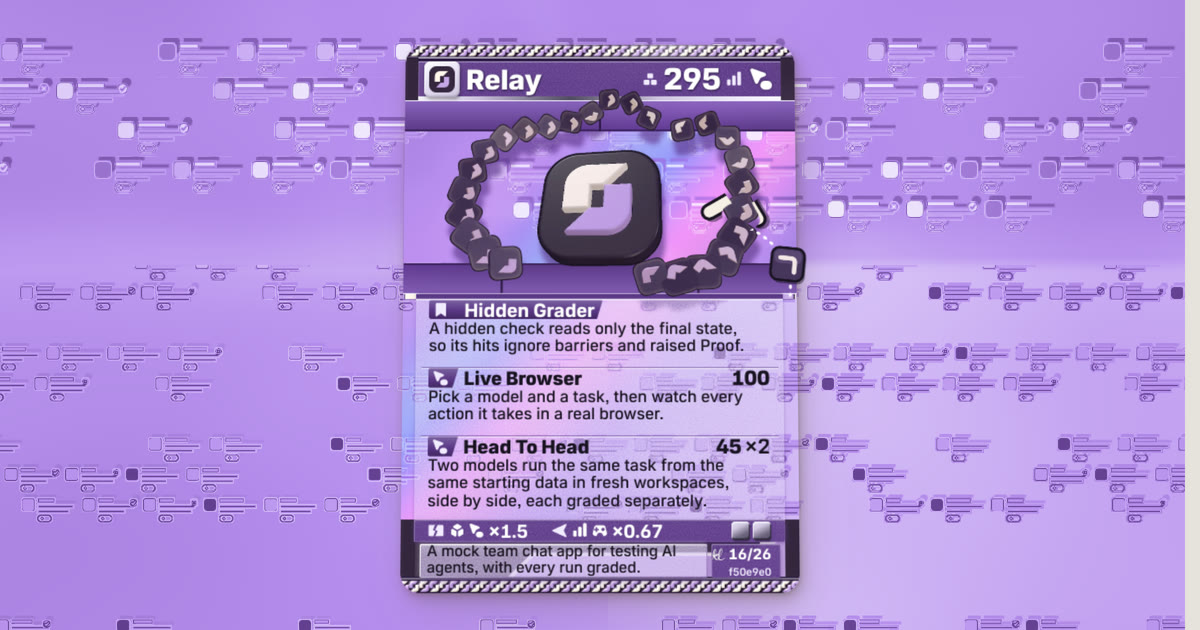 Relay
295
Hidden Grader
A hidden check reads only the final state,
so its hits ignore barriers and raised Proof.
Live Browser 100
Pick a model and a task, then watch every
action it takes in a real browser.
Head To Head 45 ×2
Two models run the same task from the
same starting data in fresh workspaces,
side by side, each graded separately.
×1.5 ×0.67
A mock team chat app for testing AI
agents, with every run graded.
16/26
f50e9e0